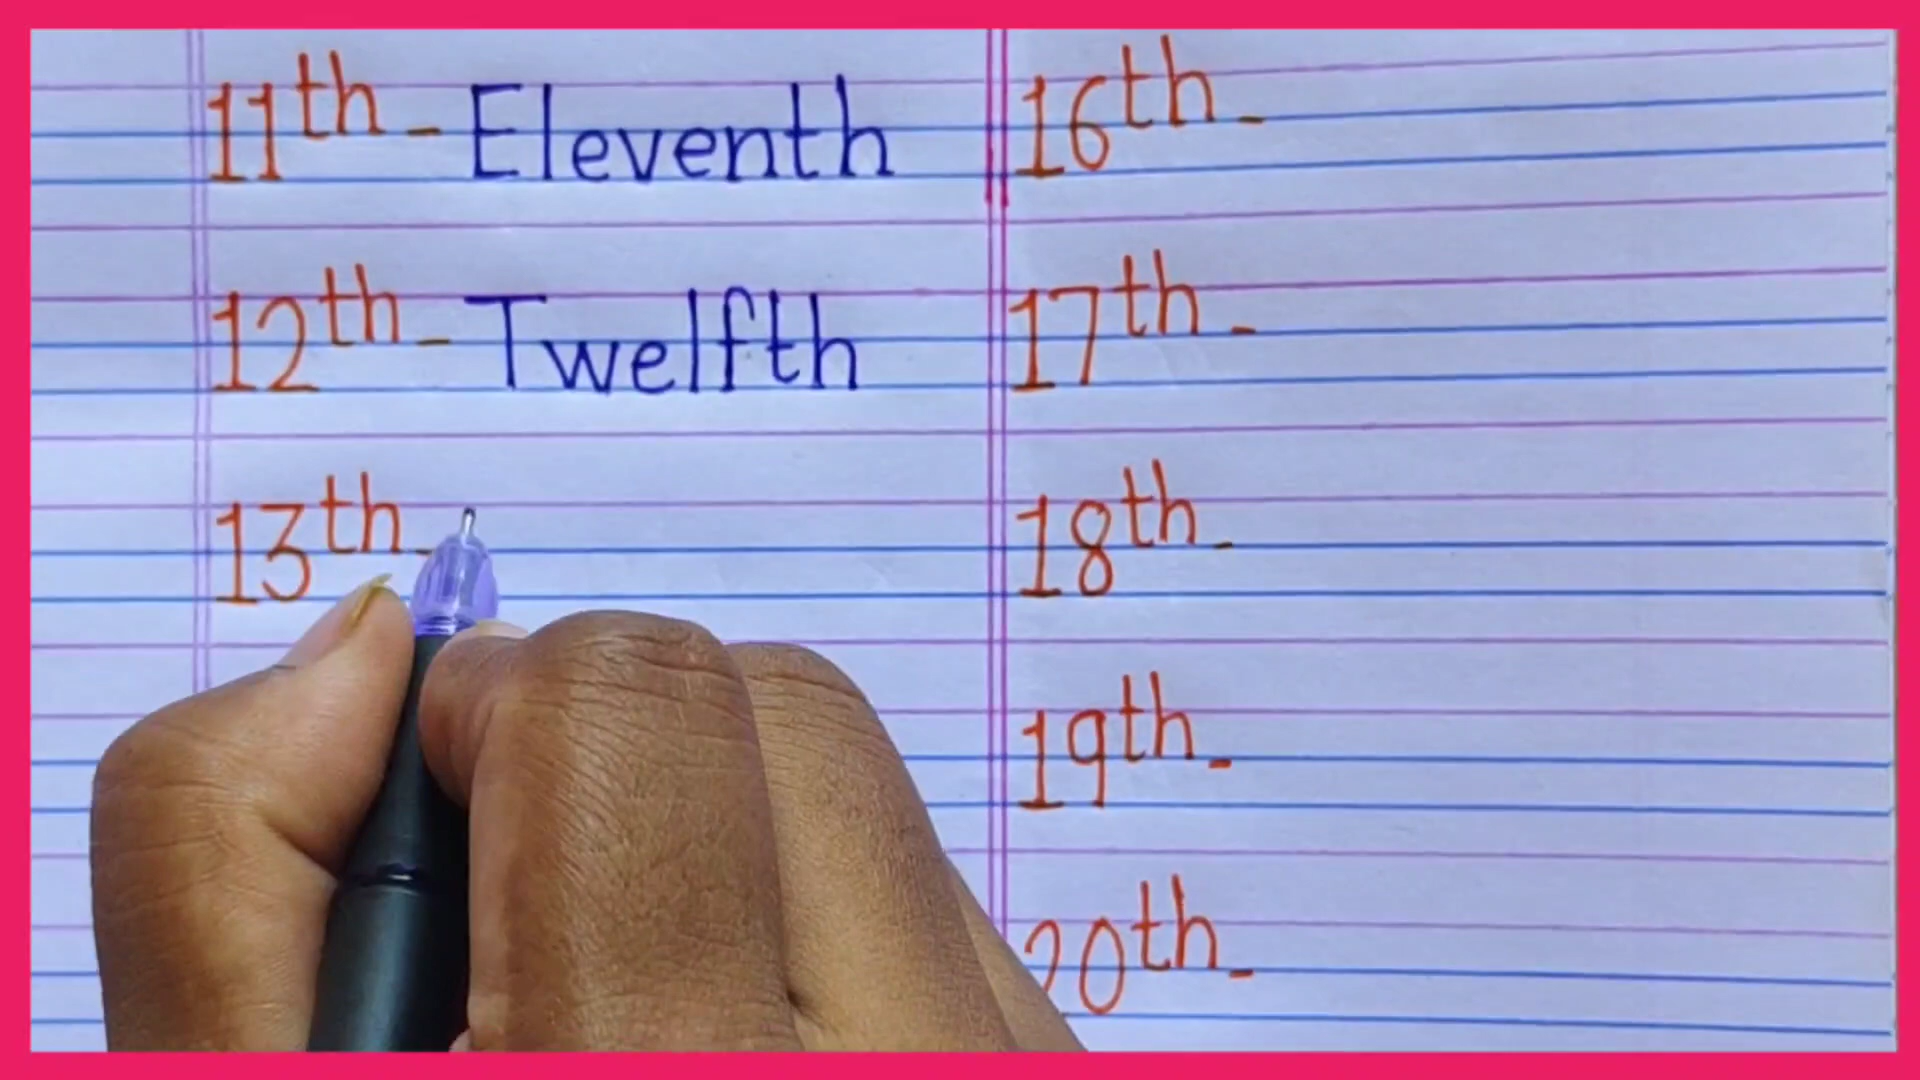 11th - Eleventh
12th - Twelfth
13th -
16th -
17th -
18th -
19th -
20th -